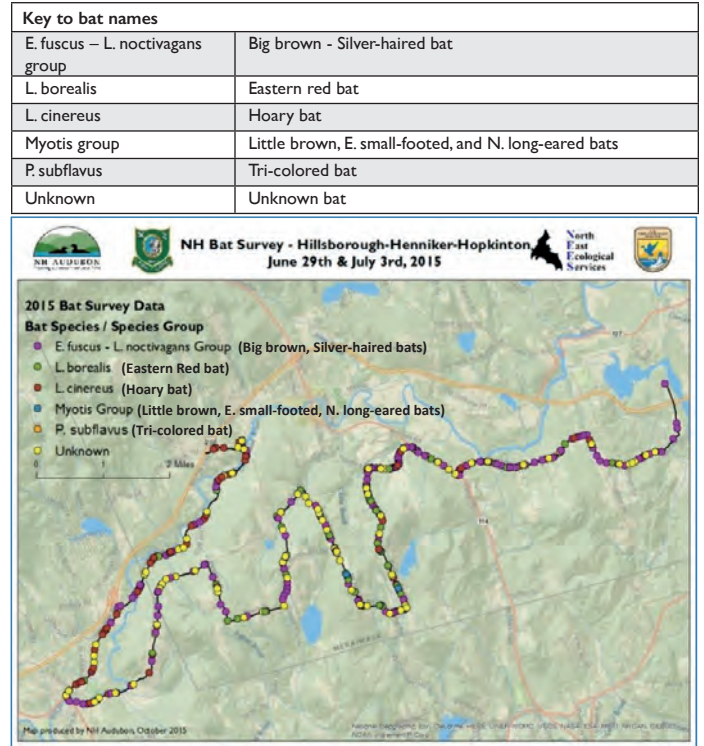 Key to bat names
E. fuscus – L. noctivagans group Big brown - Silver-haired bat
L. borealis Eastern red bat
L. cinereus Hoary bat
Myotis group Little brown, E. small-footed, and N. long-eared bats
P. subflavus Tri-colored bat
Unknown Unknown bat
NH AUDUBON
NH Bat Survey - Hillsborough-Henniker-Hopkinton
June 29th & July 3rd, 2015
North
East
Ecological
Services
2015 Bat Survey Data
Bat Species / Species Group
E. fuscus - L. noctivagans Group (Big brown, Silver-haired bats)
L. borealis (Eastern Red bat)
L. cinereus (Hoary bat)
Myotis Group (Little brown, E. small-footed, N. long-eared bats)
P. subflavus (Tri-colored bat)
Unknown
0 1 2 Miles
114
Map produced by NH Audubon, October 2015